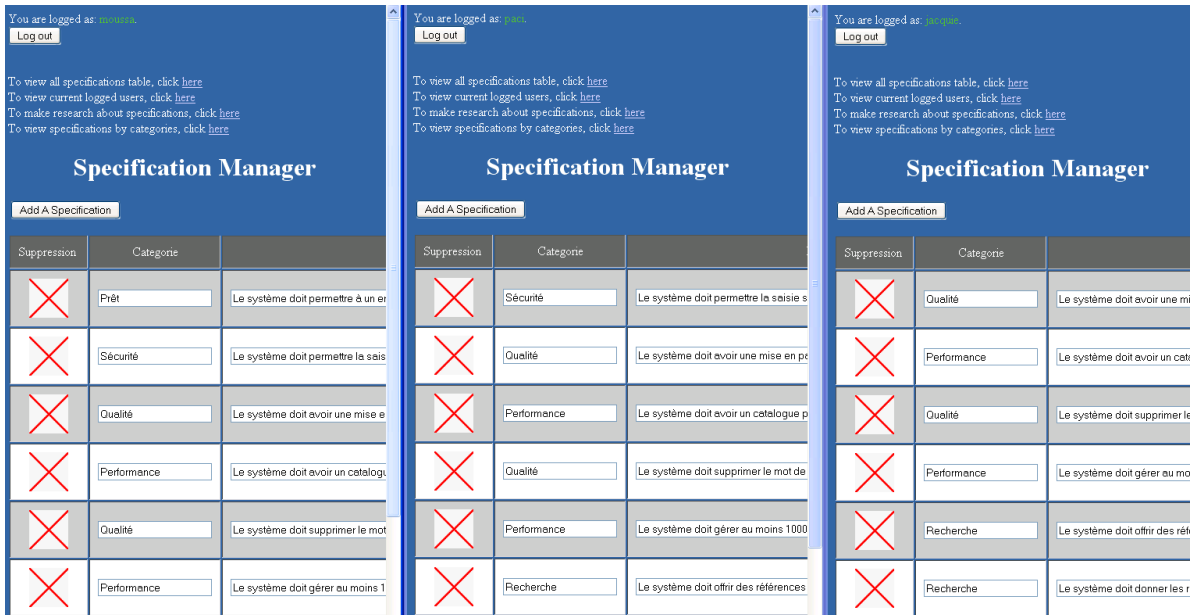 You are logged as: moussa.
Log out
To view all specifications table, click here
To view current logged users, click here
To make research about specifications, click here
To view specifications by categories, click here
Specification Manager
Add A Specification
Suppression Categorie
Prêt Le système doit permettre à un er
Sécurité Le système doit permettre la sais
Qualité Le système doit avoir une mise e
Performance Le système doit avoir un catalogu
Qualité Le système doit supprimer le mot
Performance Le système doit gérer au moins 1
You are logged as: paci.
Log out
To view all specifications table, click here
To view current logged users, click here
To make research about specifications, click here
To view specifications by categories, click here
Specification Manager
Add A Specification
Suppression Categorie
Sécurité Le système doit permettre la saisie s
Qualité Le système doit avoir une mise en pa
Performance Le système doit avoir un catalogue p
Qualité Le système doit supprimer le mot de
Performance Le système doit gérer au moins 1000
Recherche Le système doit offrir des références
You are logged as: jacquie.
Log out
To view all specifications table, click here
To view current logged users, click here
To make research about specifications, click here
To view specifications by categories, click here
Specification Manager
Add A Specification
Suppression Categorie
Qualité Le système doit avoir une mi
Performance Le système doit avoir un cata
Qualité Le système doit supprimer le
Performance Le système doit gérer au mo
Recherche Le système doit offrir des réfé
Recherche Le système doit donner les r